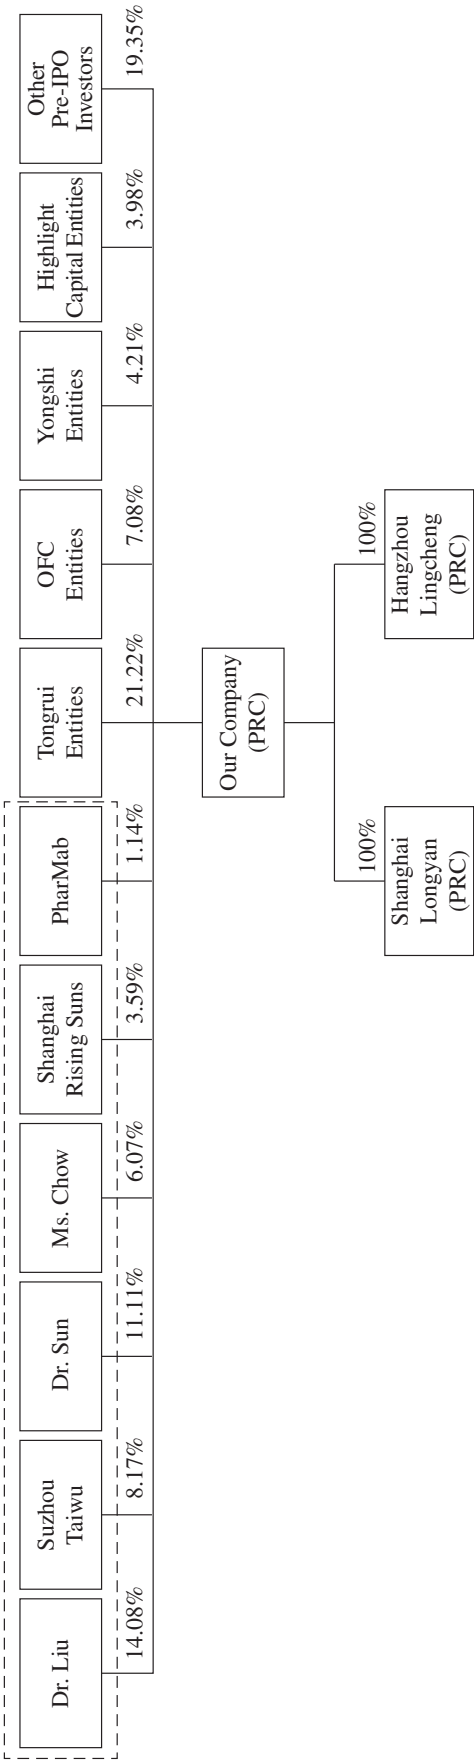 Dr. Liu
Suzhou
Taiwu
Dr. Sun
Ms. Chow
Shanghai
Rising Suns
PharMab
Tongrui
Entities
OFC
Entities
Yongshi
Entities
Highlight
Capital Entities
Other
Pre-IPO
Investors
14.08%
8.17%
11.11%
6.07%
3.59%
1.14%
21.22%
7.08%
4.21%
3.98%
19.35%
Our Company
(PRC)
100%
100%
Shanghai
Longyan
(PRC)
Hangzhou
Lingcheng
(PRC)